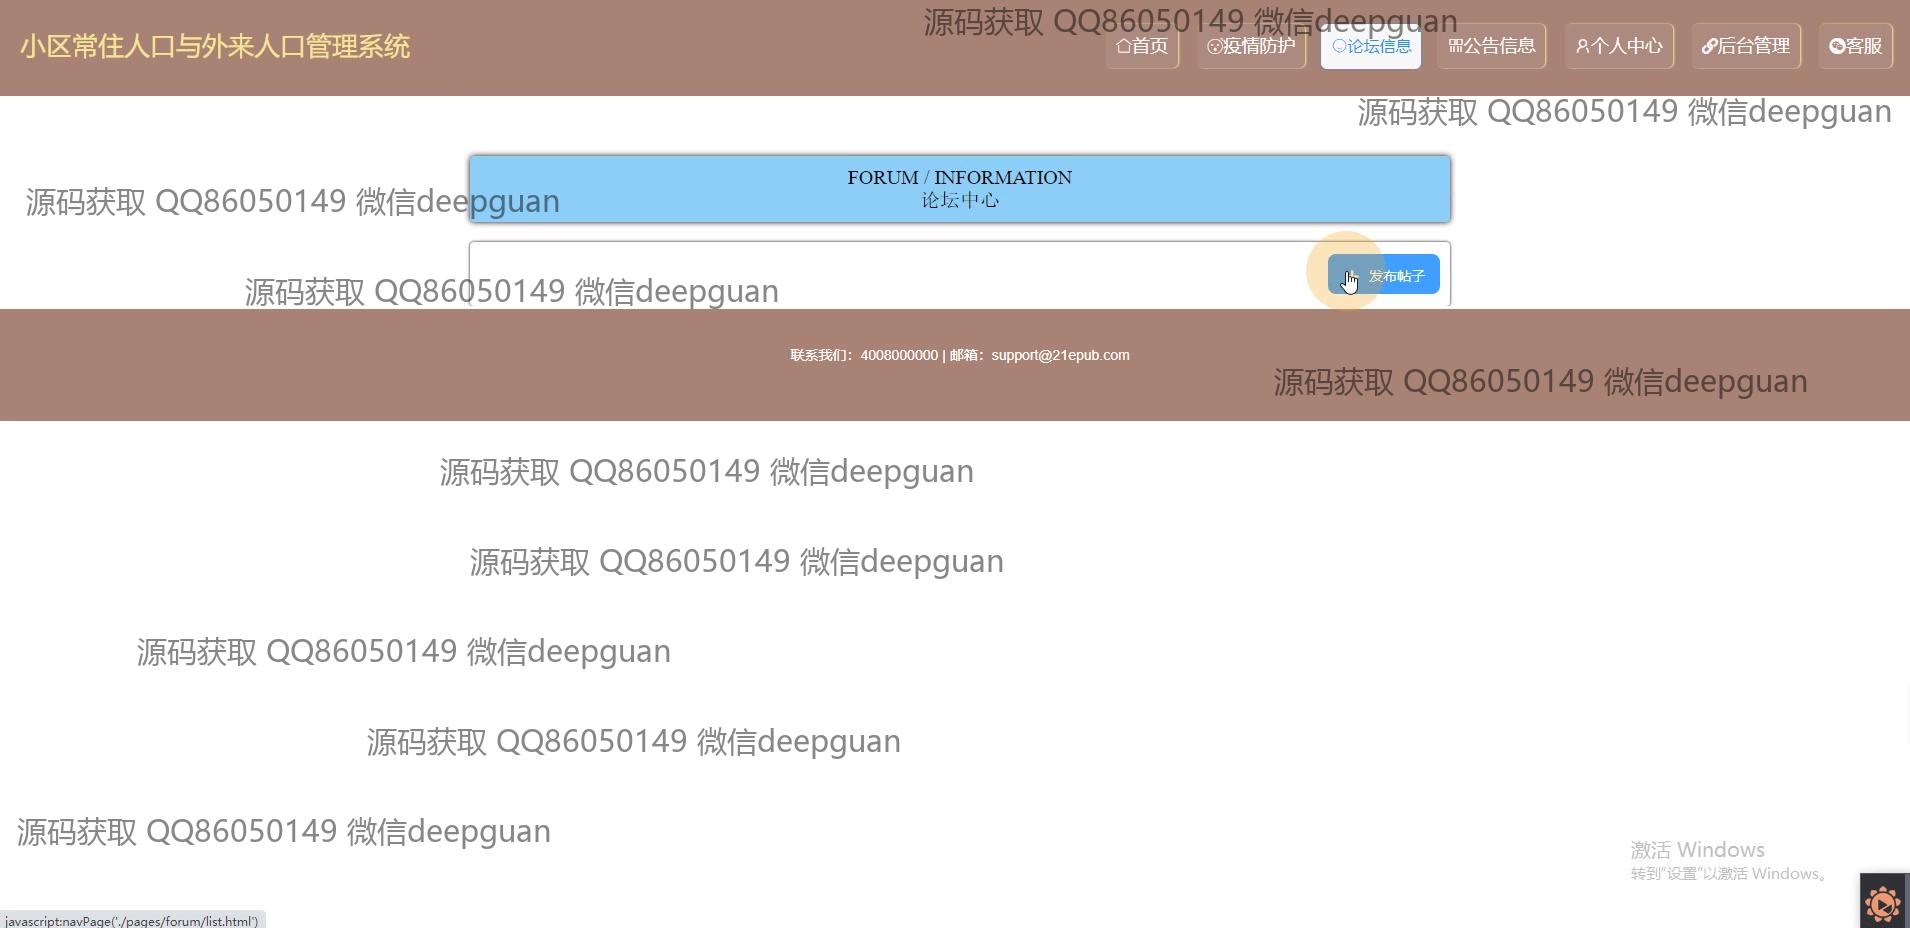 源码获取 QQ86050149 微信deepguan
小区常住人口与外来人口管理系统
首页
疫情防护
论坛信息
公告信息
个人中心
后台管理
客服
源码获取 QQ86050149 微信deepguan
FORUM / INFORMATION
论坛中心
源码获取 QQ86050149 微信deepguan
发布帖子
源码获取 QQ86050149 微信deepguan
联系我们：4008000000 | 邮箱：support@21epub.com
源码获取 QQ86050149 微信deepguan
源码获取 QQ86050149 微信deepguan
源码获取 QQ86050149 微信deepguan
源码获取 QQ86050149 微信deepguan
源码获取 QQ86050149 微信deepguan
源码获取 QQ86050149 微信deepguan
激活 Windows
转到“设置”以激活 Windows。
javascript:navPage('./pages/forum/list.html')